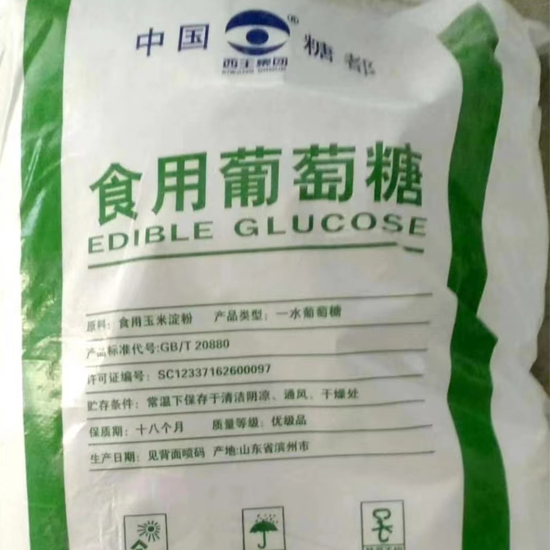 中国 ® 糖都
西王集团
XIWANG GROUP
食用葡萄糖
EDIBLE GLUCOSE
原料：食用玉米淀粉 产品类型：一水葡萄糖
产品标准代号:GB/T 20880
许可证编号：SC12337162600097
贮存条件：常温下保存于清洁阴凉、通风、干燥处
保质期：十八个月 质量等级：优级品
生产日期：见背面喷码 产地:山东省滨州市